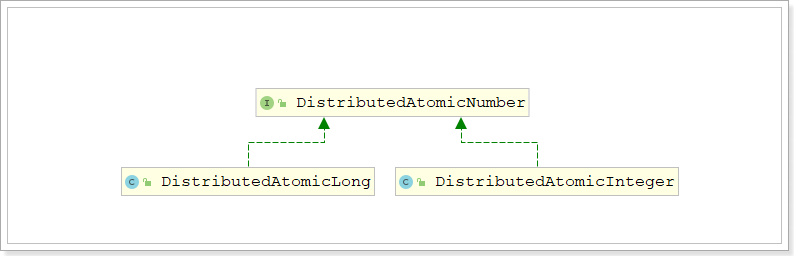 I DistributedAtomicNumber
C DistributedAtomicLong
C DistributedAtomicInteger